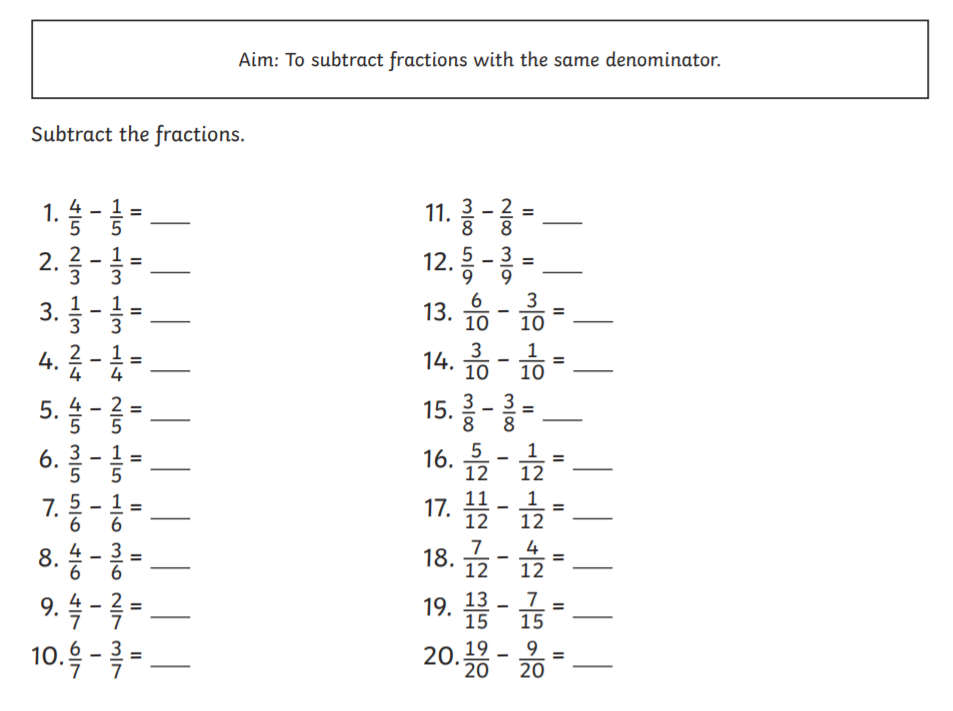 Aim: To subtract fractions with the same denominator.
Subtract the fractions.
1. 4/5 - 1/5 = ___
2. 2/3 - 1/3 = ___
3. 1/3 - 1/3 = ___
4. 2/4 - 1/4 = ___
5. 4/5 - 2/5 = ___
6. 3/5 - 1/5 = ___
7. 5/6 - 1/6 = ___
8. 4/6 - 3/6 = ___
9. 4/7 - 2/7 = ___
10. 6/7 - 3/7 = ___
11. 3/8 - 2/8 = ___
12. 5/9 - 3/9 = ___
13. 6/10 - 3/10 = ___
14. 3/10 - 1/10 = ___
15. 3/8 - 3/8 = ___
16. 5/12 - 1/12 = ___
17. 11/12 - 1/12 = ___
18. 7/12 - 4/12 = ___
19. 13/15 - 7/15 = ___
20. 19/20 - 9/20 = ___